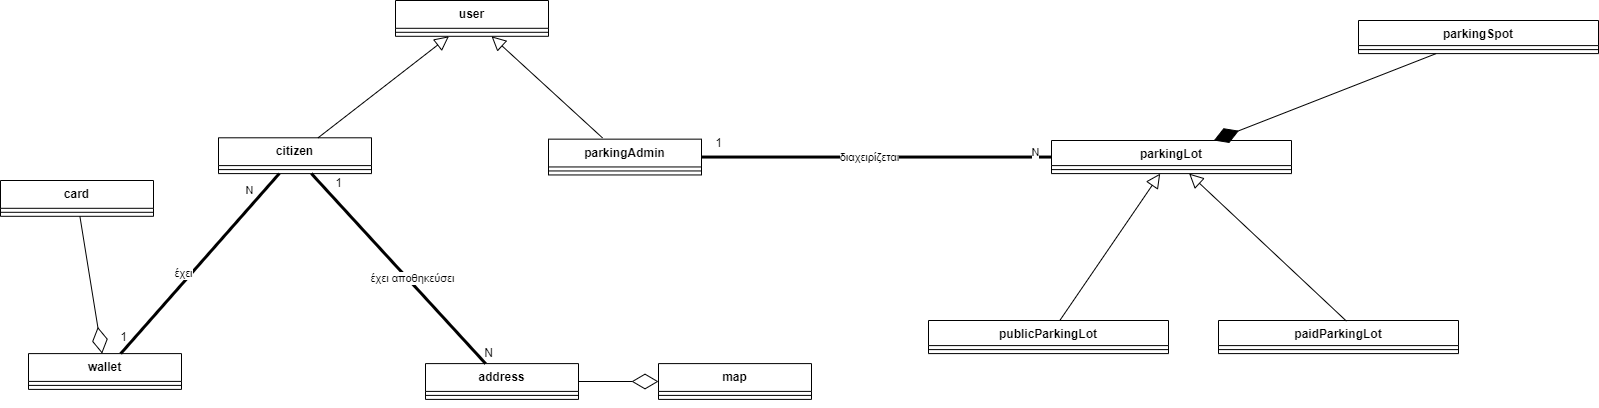 user
parkingSpot
citizen
parkingAdmin
1
διαχειρίζεται
N
parkingLot
card
N
1
έχει
έχει αποθηκεύσει
publicParkingLot
paidParkingLot
1
wallet
N
address
map